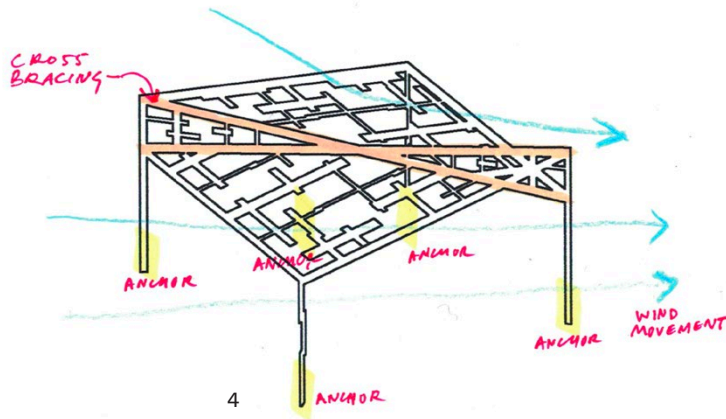 CROSS
BRACING
ANCHOR
ANCHOR
ANCHOR
WIND
MOVEMENT
ANCHOR
4
ANCHOR